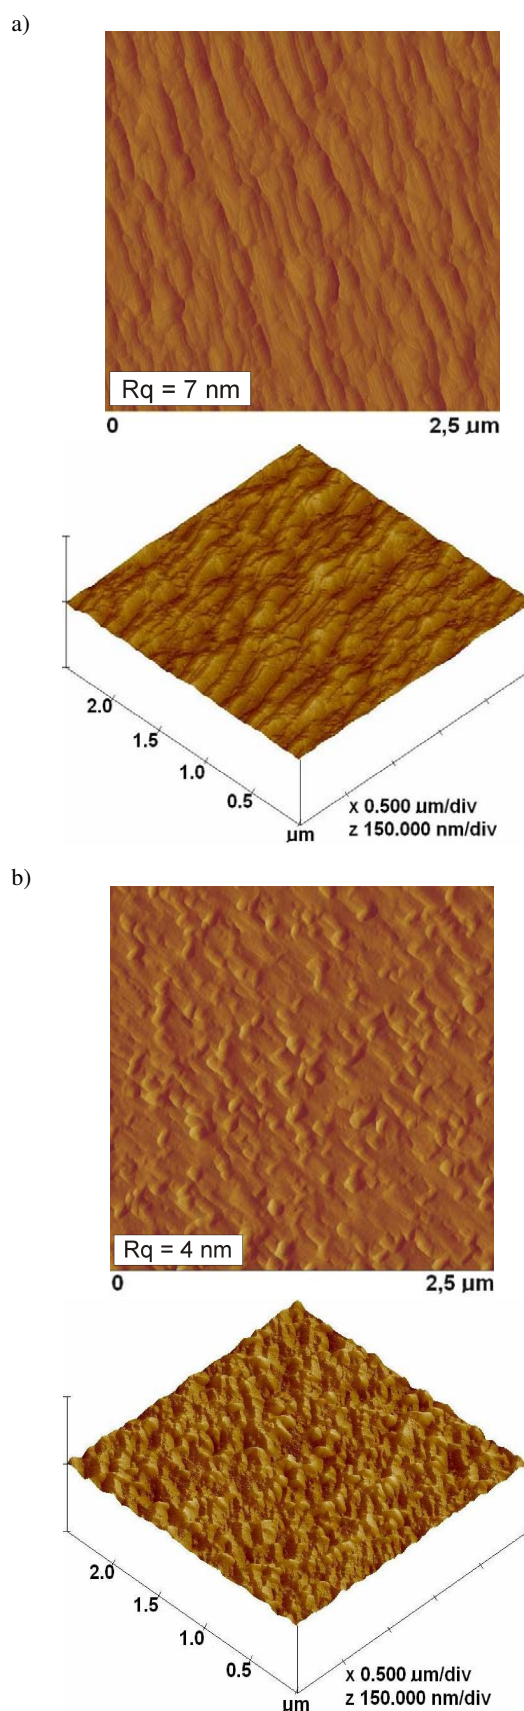 a)
Rq = 7 nm
0 2,5 µm
2.0
1.5
1.0
0.5
µm
x 0.500 µm/div
z 150.000 nm/div
b)
Rq = 4 nm
0 2,5 µm
2.0
1.5
1.0
0.5
µm
x 0.500 µm/div
z 150.000 nm/div